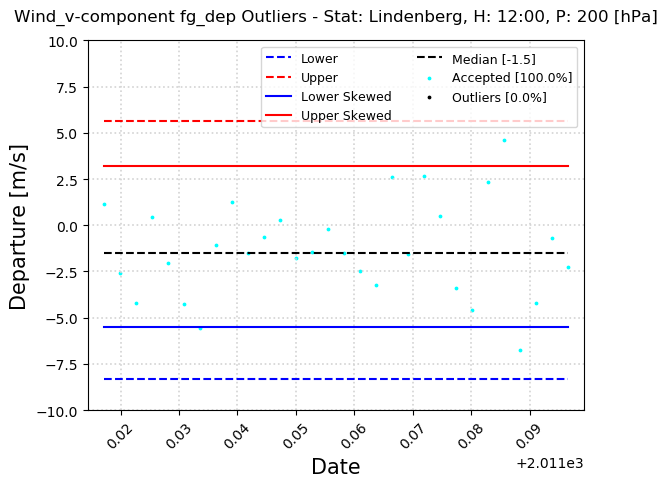 Wind_v-component fg_dep Outliers - Stat: Lindenberg, H: 12:00, P: 200 [hPa]
Departure [m/s]
10.0
7.5
5.0
2.5
0.0
−2.5
−5.0
−7.5
−10.0
Lower
Upper
Lower Skewed
Upper Skewed
Median [-1.5]
Accepted [100.0%]
Outliers [0.0%]
0.02
0.03
0.04
0.05
0.06
0.07
0.08
0.09
+2.011e3
Date